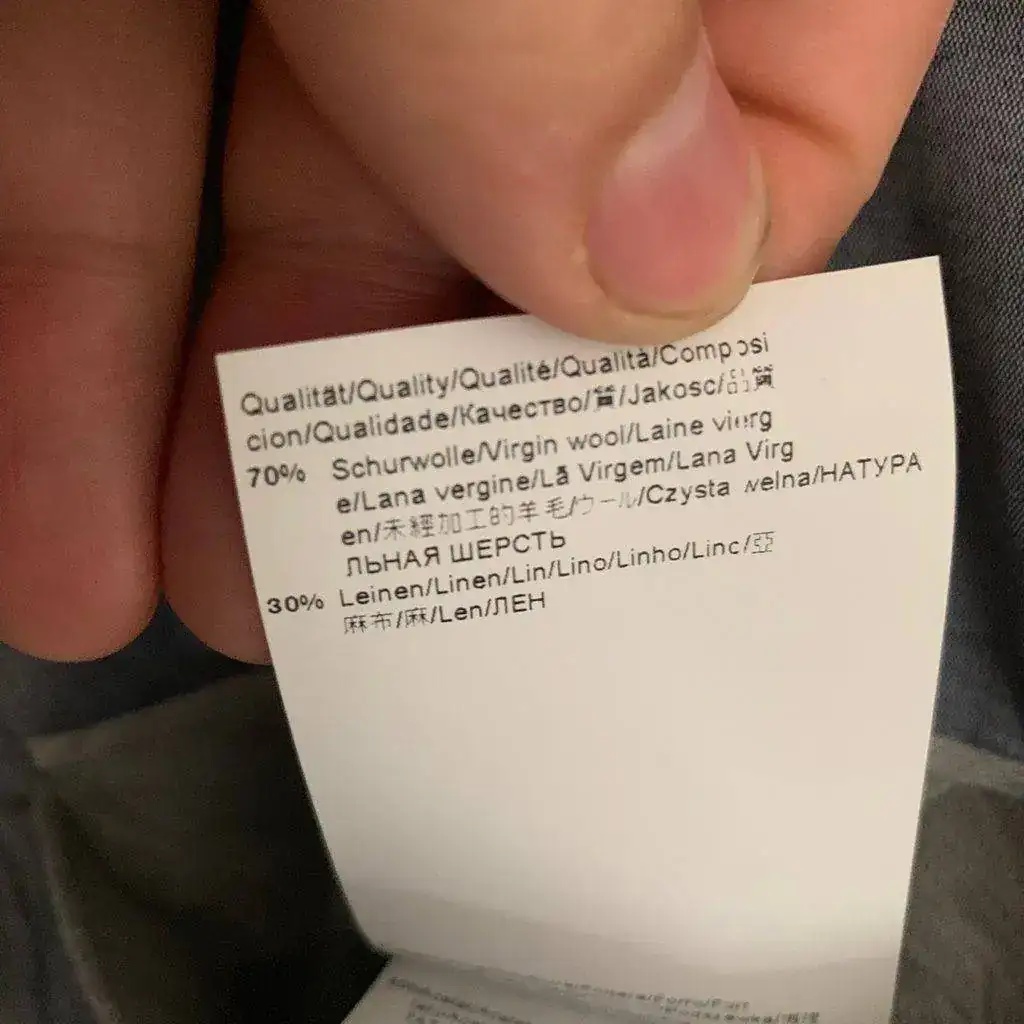 Qualität/Quality/Qualité/Qualità/Composi
cion/Qualidade/Качество/質/Jakosc/品質
70% Schurwolle/Virgin wool/Laine vierg
e/Lana vergine/Lã Virgem/Lana Virg
en/未經加工的羊毛/ウール/Czysta welna/НАТУРА
ЛЬНАЯ ШЕРСТЬ
30% Leinen/Linen/Lin/Lino/Linho/Linc/亞
麻布/麻/Len/ЛЕН